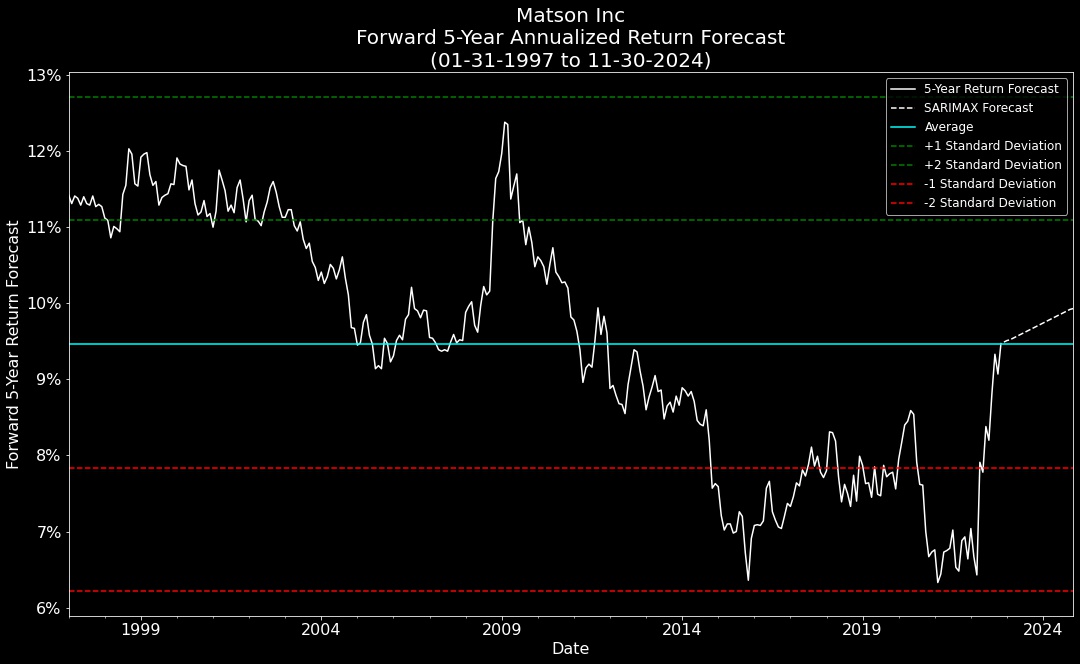 Matson Inc
Forward 5-Year Annualized Return Forecast
(01-31-1997 to 11-30-2024)
13%
12%
11%
10%
9%
8%
7%
6%
Forward 5-Year Return Forecast
5-Year Return Forecast
SARIMAX Forecast
Average
+1 Standard Deviation
+2 Standard Deviation
-1 Standard Deviation
-2 Standard Deviation
1999
2004
2009
2014
2019
2024
Date